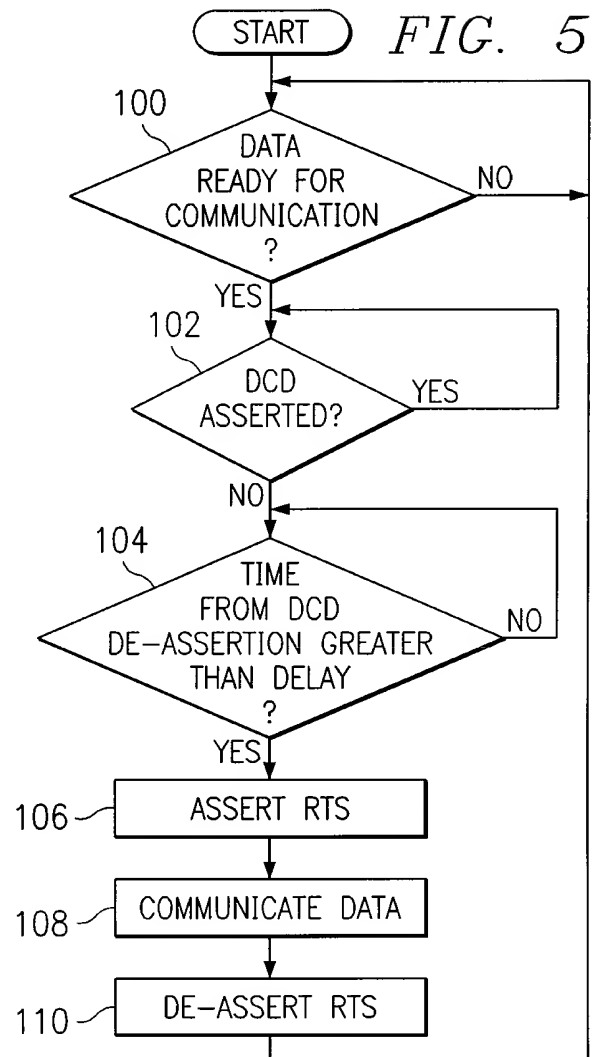 START
FIG. 5
100
DATA
READY FOR
COMMUNICATION
?
NO
YES
102
DCD
ASSERTED?
YES
NO
104
TIME
FROM DCD
DE-ASSERTION GREATER
THAN DELAY
?
NO
YES
106
ASSERT RTS
108
COMMUNICATE DATA
110
DE-ASSERT RTS